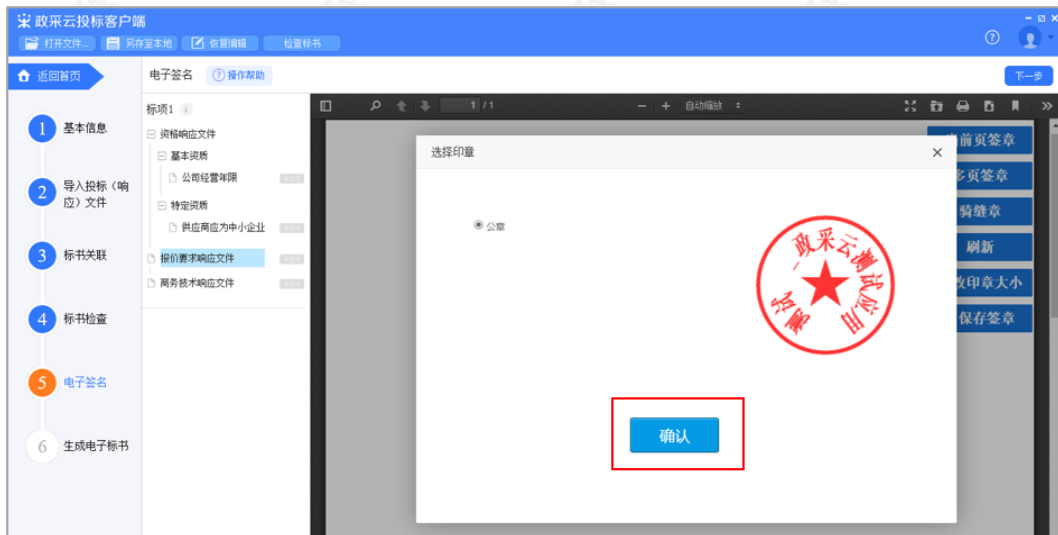 政采云投标客户端
打开文件... 另存至本地 恢复编辑 检查标书
返回首页 电子签名 ? 操作帮助 下一步
标项1
1 / 1
自动缩放
1 基本信息
2 导入投标（响
应）文件
3 标书关联
4 标书检查
5 电子签名
6 生成电子标书
资格响应文件
基本资质
公司经营年限
特定资质
供应商应为中小企业
报价要求响应文件
商务技术响应文件
选择印章
公章
测试一政采云测试应用
确认
前页签章
多页签章
骑缝章
刷新
改印章大小
保存签章